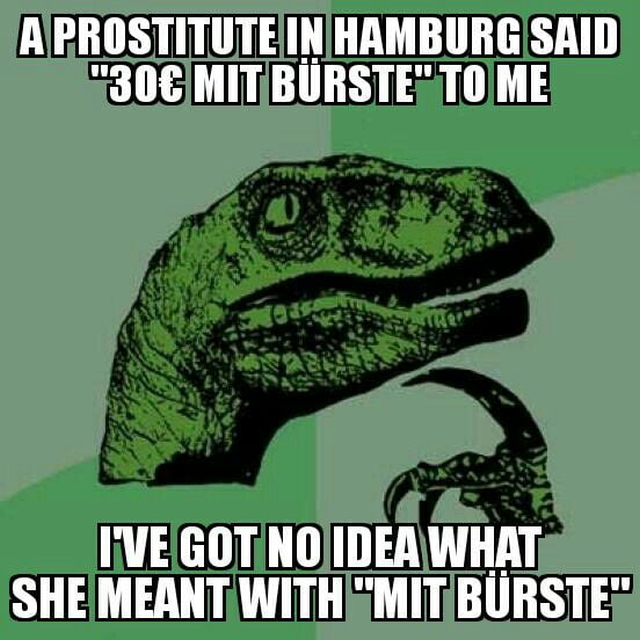 A PROSTITUTE IN HAMBURG SAID
"30€ MIT BÜRSTE" TO ME
I'VE GOT NO IDEA WHAT
SHE MEANT WITH "MIT BÜRSTE"